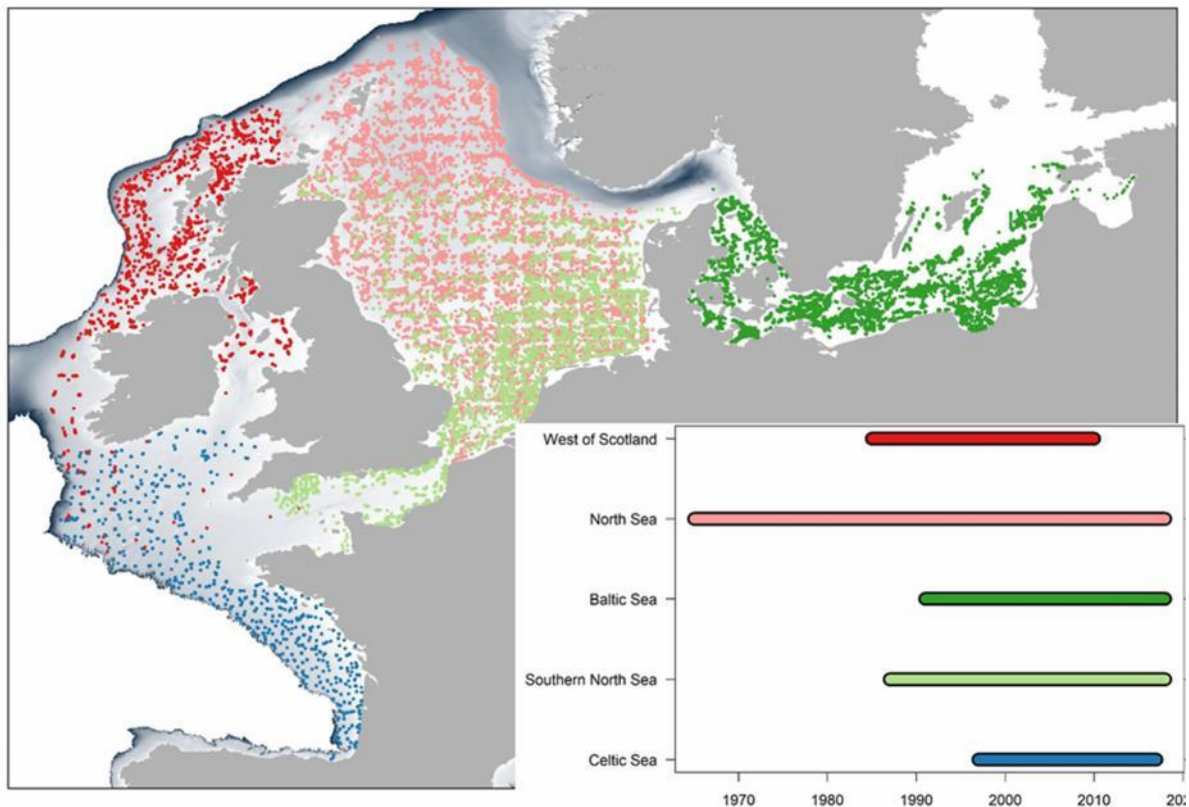 West of Scotland
North Sea
Baltic Sea
Southern North Sea
Celtic Sea
1970 1980 1990 2000 2010